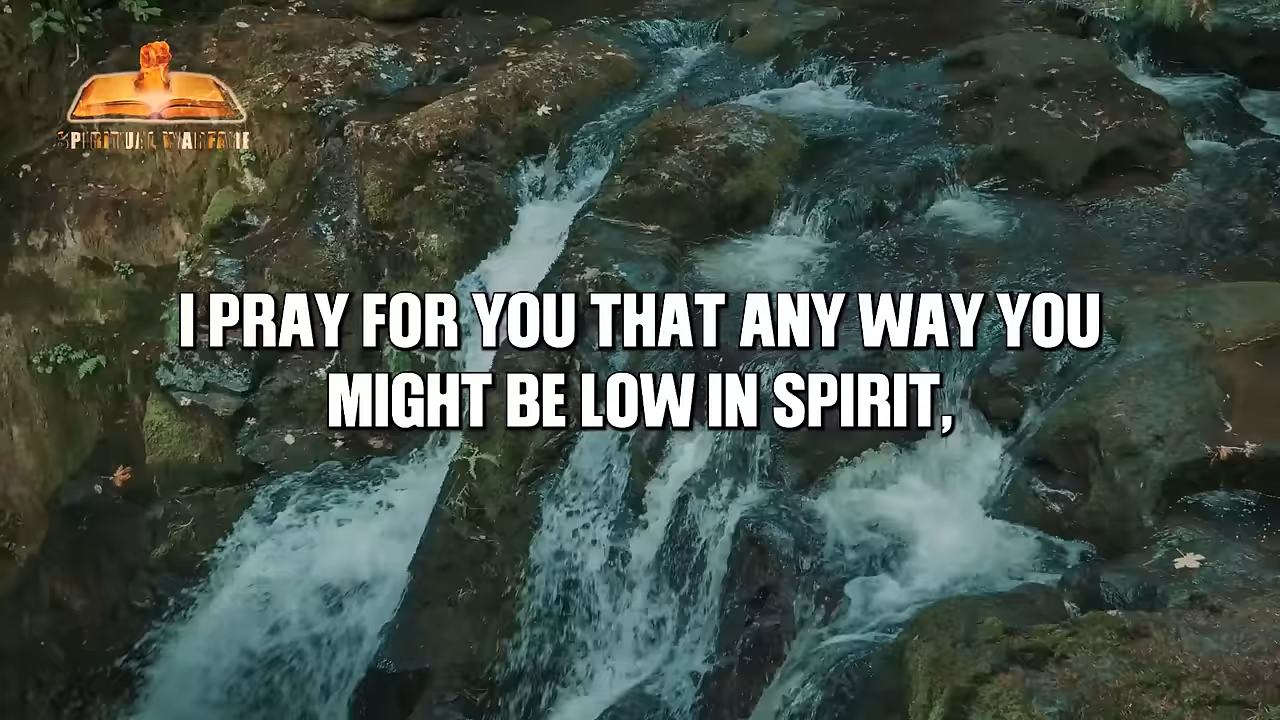 SPIRITUAL WARFARE
I PRAY FOR YOU THAT ANY WAY YOU
MIGHT BE LOW IN SPIRIT,